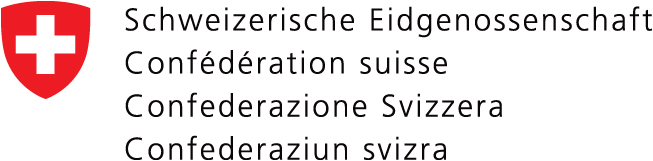 Schweizerische Eidgenossenschaft
Confédération suisse
Confederazione Svizzera
Confederaziun svizra